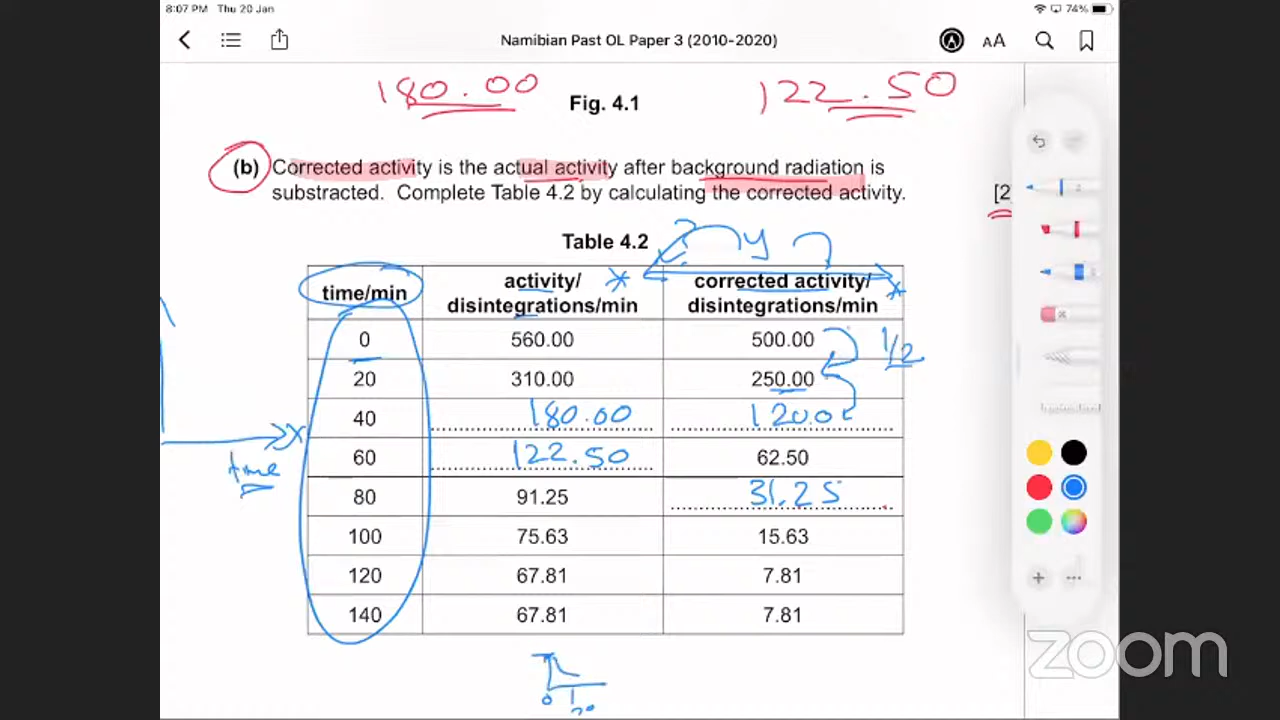 8:07 PM Thu 20 Jan 74%
AA Namibian Past OL Paper 3 (2010-2020)
180.00 122.50
Fig. 4.1
(b) Corrected activity is the actual activity after background radiation is
substracted. Complete Table 4.2 by calculating the corrected activity. [2]
Table 4.2
y
time/min activity/ disintegrations/min corrected activity/ disintegrations/min
0 560.00 500.00 1/2
20 310.00 250.00
40 180.00 120.0
x
60 122.50 62.50
time
80 91.25 31.25
100 75.63 15.63
120 67.81 7.81
140 67.81 7.81
0 20
zoom